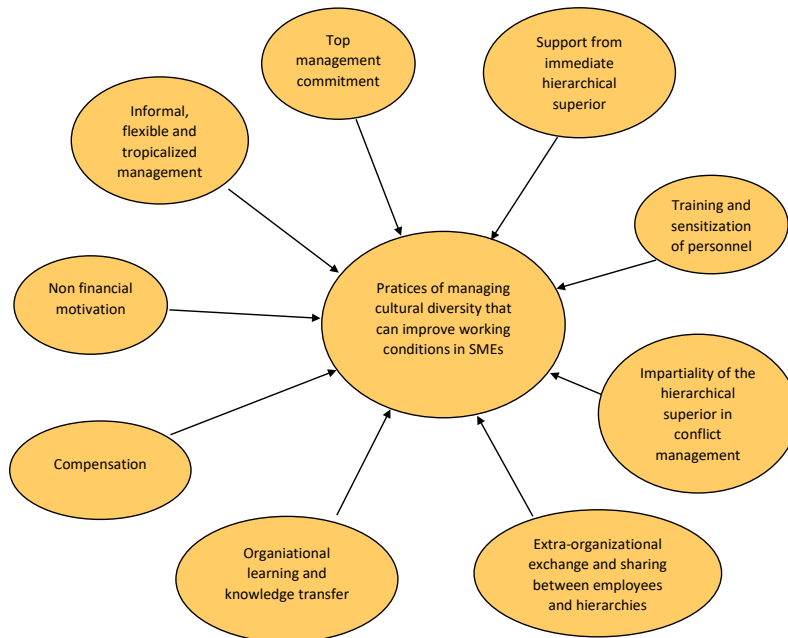 Top
management
commitment
Support from
immediate
hierarchical
superior
Informal,
flexible and
tropicalized
management
Training and
sensitization
of personnel
Non financial
motivation
Pratices of managing
cultural diversity that
can improve working
conditions in SMEs
Impartiality of the
hierarchical
superior in
conflict
management
Compensation
Organiational
learning and
knowledge transfer
Extra-organizational
exchange and sharing
between employees
and hierarchies